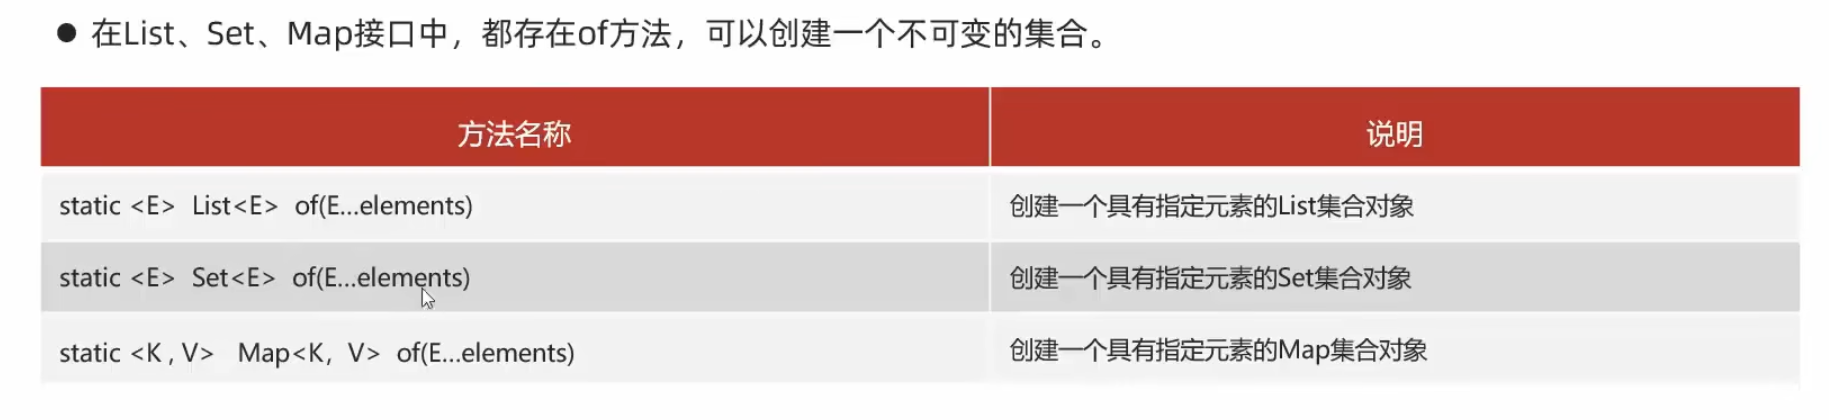 ● 在List、Set、Map接口中，都存在of方法，可以创建一个不可变的集合。
方法名称 说明
static <E> List<E> of(E...elements) 创建一个具有指定元素的List集合对象
static <E> Set<E> of(E...elements) 创建一个具有指定元素的Set集合对象
static <K , V> Map<K，V> of(E...elements) 创建一个具有指定元素的Map集合对象